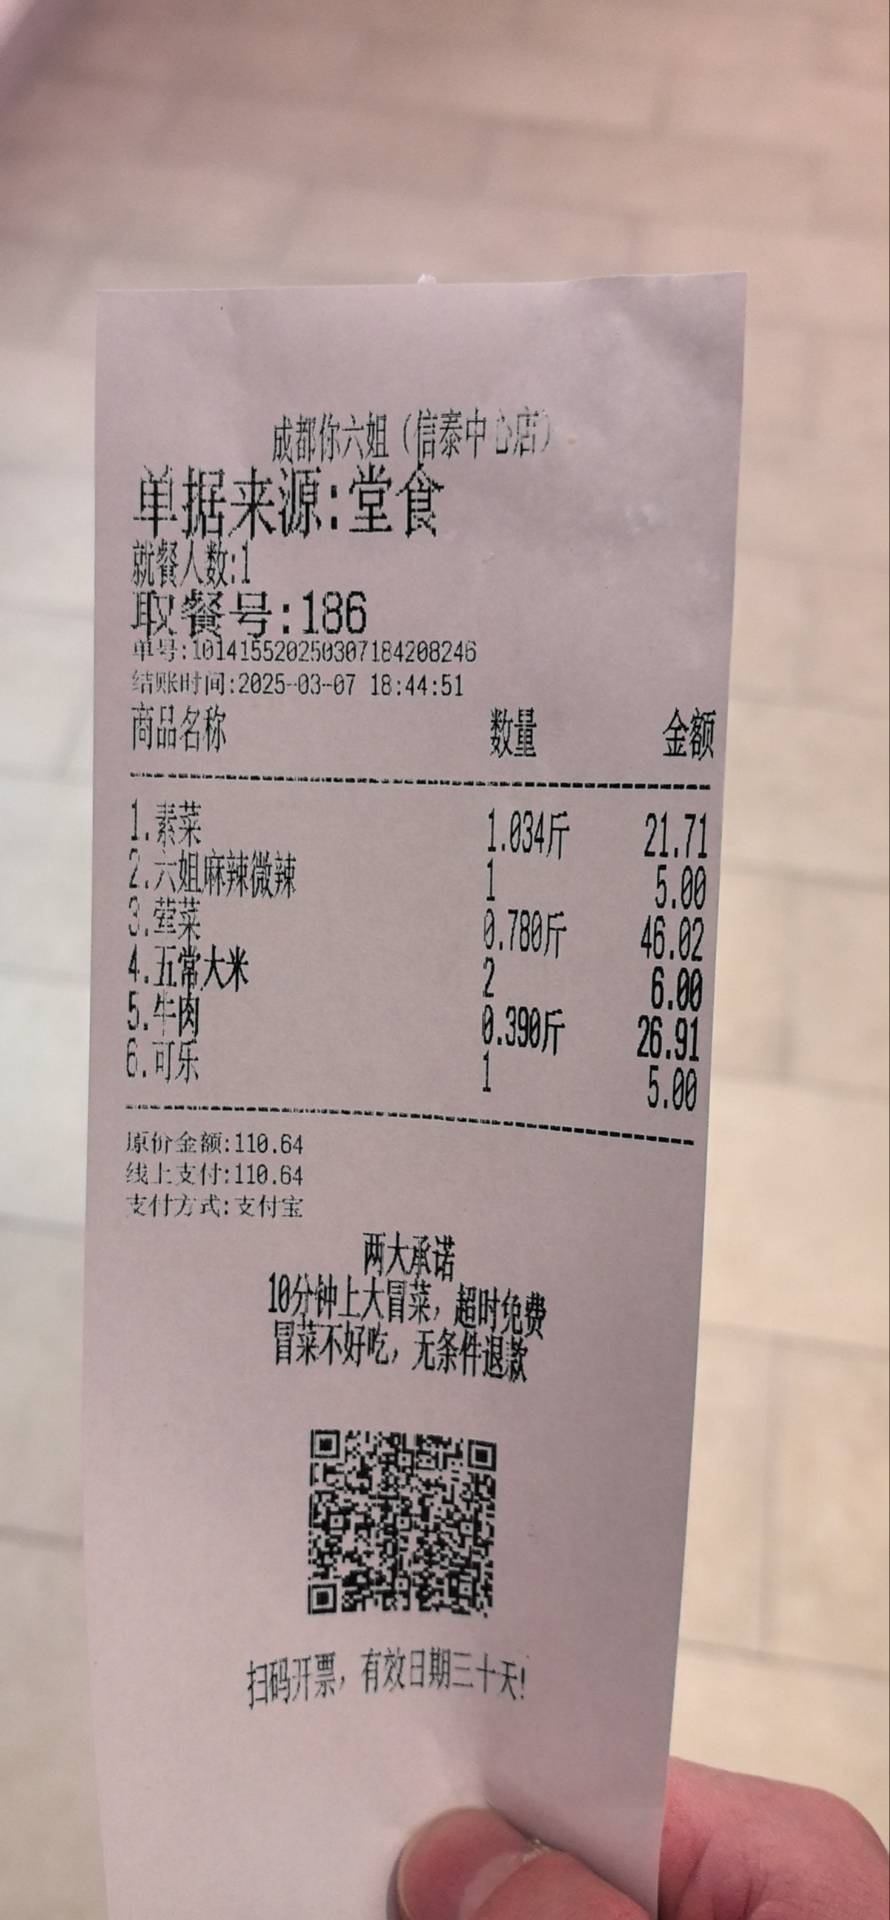 成都你六姐（信泰中心店）
单据来源:堂食
就餐人数:1
取餐号:186
单号:101415520250307184208246
结账时间:2025-03-07 18:44:51
商品名称 数量 金额
1.素菜 1.034斤 21.71
2.六姐麻辣微辣 1 5.00
3.荤菜 0.780斤 46.02
4.五常大米 2 6.00
5.牛肉 0.390斤 26.91
6.可乐 1 5.00
原价金额:110.64
线上支付:110.64
支付方式:支付宝
两大承诺
10分钟上大冒菜，超时免费
冒菜不好吃，无条件退款
扫码开票，有效日期三十天!